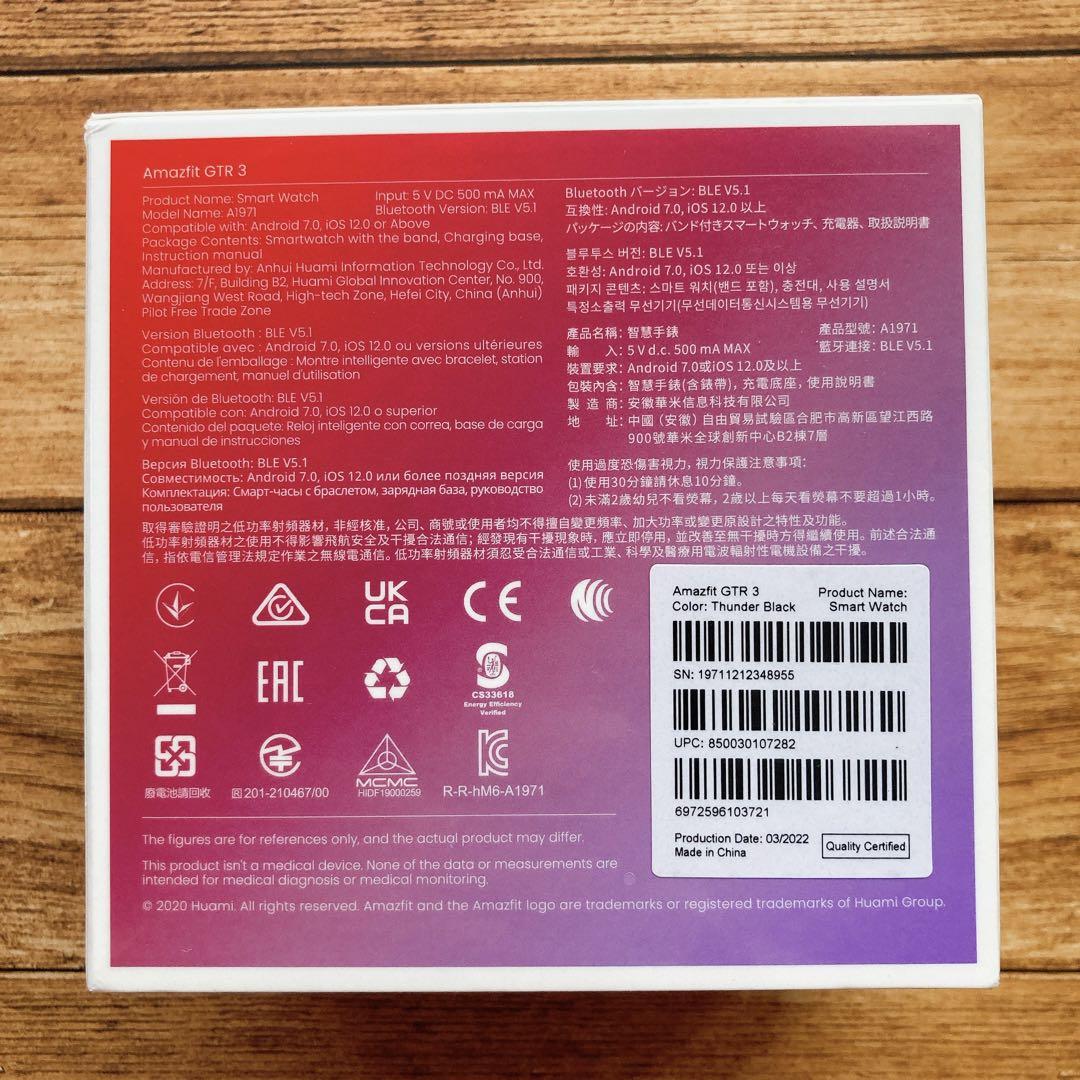 Amazfit GTR 3
Product Name: Smart Watch Input: 5 V DC 500 mA MAX
Model Name: A1971 Bluetooth Version: BLE V5.1
Compatible with: Android 7.0, iOS 12.0 or Above
Package Contents: Smartwatch with the band, Charging base,
Instruction manual
Manufactured by: Anhui Huami Information Technology Co., Ltd.
Address: 7/F, Building B2, Huami Global Innovation Center, No. 900,
Wangjiang West Road, High-tech Zone, Hefei City, China (Anhui)
Pilot Free Trade Zone
Version Bluetooth : BLE V5.1
Compatible avec : Android 7.0, iOS 12.0 ou versions ultérieures
Contenu de l'emballage : Montre intelligente avec bracelet, station
de chargement, manuel d'utilisation
Versión de Bluetooth: BLE V5.1
Compatible con: Android 7.0, iOS 12.0 o superior
Contenido del paquete: Reloj inteligente con correa, base de carga
y manual de instrucciones
Версия Bluetooth: BLE V5.1
Совместимость: Android 7.0, iOS 12.0 или более поздняя версия
Комплектация: Смарт-часы с браслетом, зарядная база, руководство
пользователя
Bluetooth バージョン: BLE V5.1
互換性: Android 7.0, iOS 12.0 以上
パッケージの内容: バンド付きスマートウォッチ、充電器、取扱説明書
블루투스 버전: BLE V5.1
호환성: Android 7.0, iOS 12.0 또는 이상
패키지 콘텐츠: 스마트 워치(밴드 포함), 충전대, 사용 설명서
특정소출력 무선기기(무선데이터통신시스템용 무선기기)
產品名稱: 智慧手錶 產品型號: A1971
輸 入: 5 V d.c. 500 mA MAX 藍牙連接: BLE V5.1
裝置要求: Android 7.0或iOS 12.0及以上
包裝內含: 智慧手錶(含錶帶)，充電底座，使用說明書
製 造 商: 安徽華米信息科技有限公司
地 址: 中國（安徽）自由貿易試驗區合肥市高新區望江西路
900號華米全球創新中心B2棟7層
使用過度恐傷害視力，視力保護注意事項：
(1)使用30分鐘請休息10分鐘。
(2)未滿2歲幼兒不看熒幕，2歲以上每天看熒幕不要超過1小時。
取得審驗證明之低功率射頻器材，非經核准，公司、商號或使用者均不得擅自變更頻率、加大功率或變更原設計之特性及功能。
低功率射頻器材之使用不得影響飛航安全及干擾合法通信；經發現有干擾現象時，應立即停用，並改善至無干擾時方得繼續使用。前述合法通
信，指依電信管理法規定作業之無線電通信。低功率射頻器材須忍受合法通信或工業、科學及醫療用電波輻射性電機設備之干擾。
UK
CA
CE
EAC
S
CS33618
Energy Efficiency
Verified
廢電池請回收
201-210467/00
MCMC
HIDF19000259
R-R-hM6-A1971
The figures are for references only, and the actual product may differ.
This product isn't a medical device. None of the data or measurements are
intended for medical diagnosis or medical monitoring.
© 2020 Huami. All rights reserved. Amazfit and the Amazfit logo are trademarks or registered trademarks of Huami Group.
Amazfit GTR 3 Product Name:
Color: Thunder Black Smart Watch
SN: 19711212348955
UPC: 850030107282
6972596103721
Production Date: 03/2022
Made in China
Quality Certified